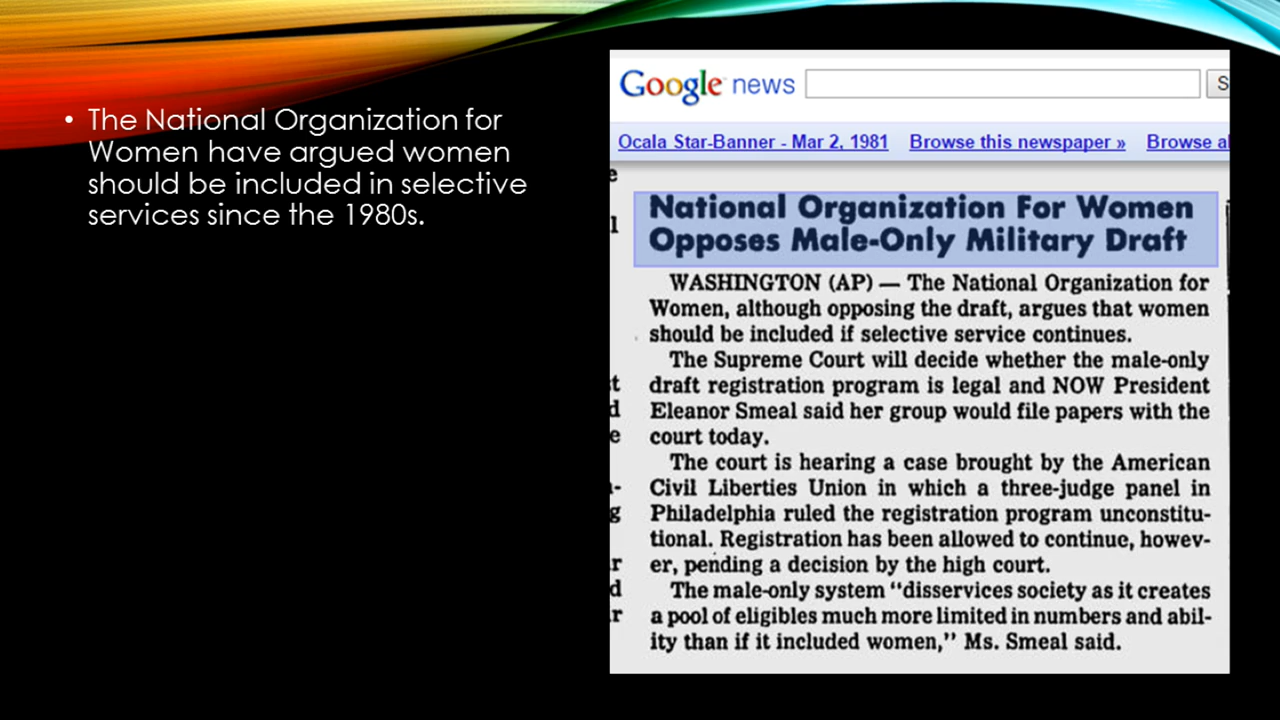 • The National Organization for
Women have argued women
should be included in selective
services since the 1980s.
Google news
Ocala Star-Banner - Mar 2, 1981 Browse this newspaper »  Browse
National Organization For Women
Opposes Male-Only Military Draft
WASHINGTON (AP) — The National Organization for
Women, although opposing the draft, argues that women
should be included if selective service continues.
The Supreme Court will decide whether the male-only
draft registration program is legal and NOW President
Eleanor Smeal said her group would file papers with the
court today.
The court is hearing a case brought by the American
Civil Liberties Union in which a three-judge panel in
Philadelphia ruled the registration program unconstitu-
tional. Registration has been allowed to continue, howev-
er, pending a decision by the high court.
The male-only system "disservices society as it creates
a pool of eligibles much more limited in numbers and abil-
ity than if it included women," Ms. Smeal said.